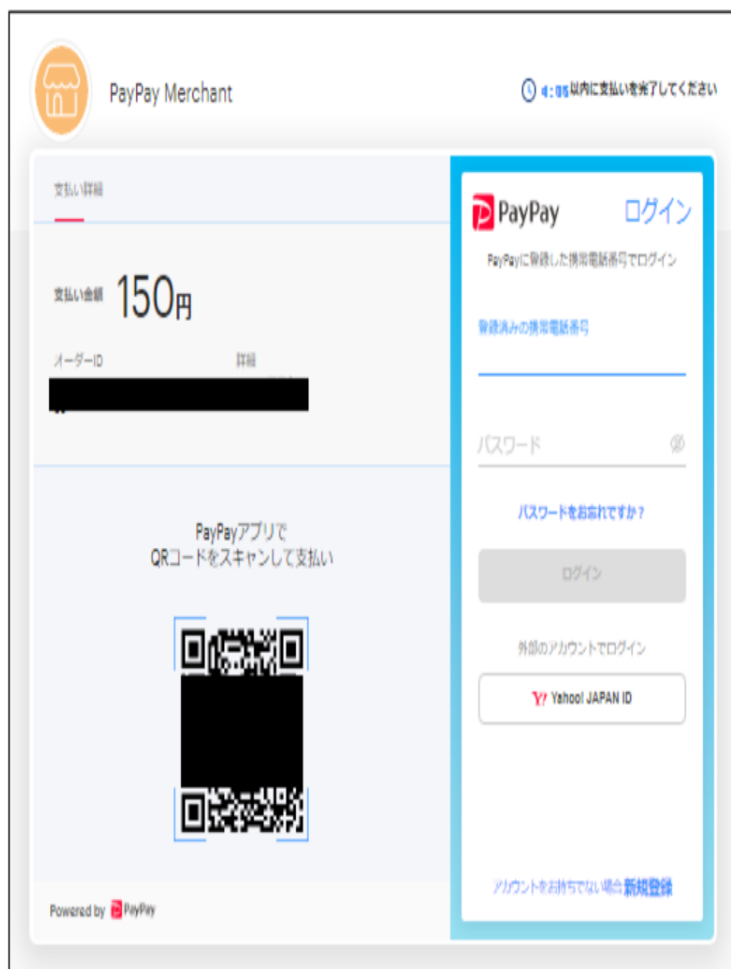 PayPay Merchant
4:05以内に支払いを完了してください
支払い詳細
支払い金額 150円
オーダーID 詳細
PayPayアプリで
QRコードをスキャンして支払い
Powered by PayPay
PayPay ログイン
PayPayに登録した携帯電話番号でログイン
登録済みの携帯電話番号
パスワード
パスワードをお忘れですか?
ログイン
外部のアカウントでログイン
Yahoo! JAPAN ID
アカウントをお持ちでない場合 新規登録